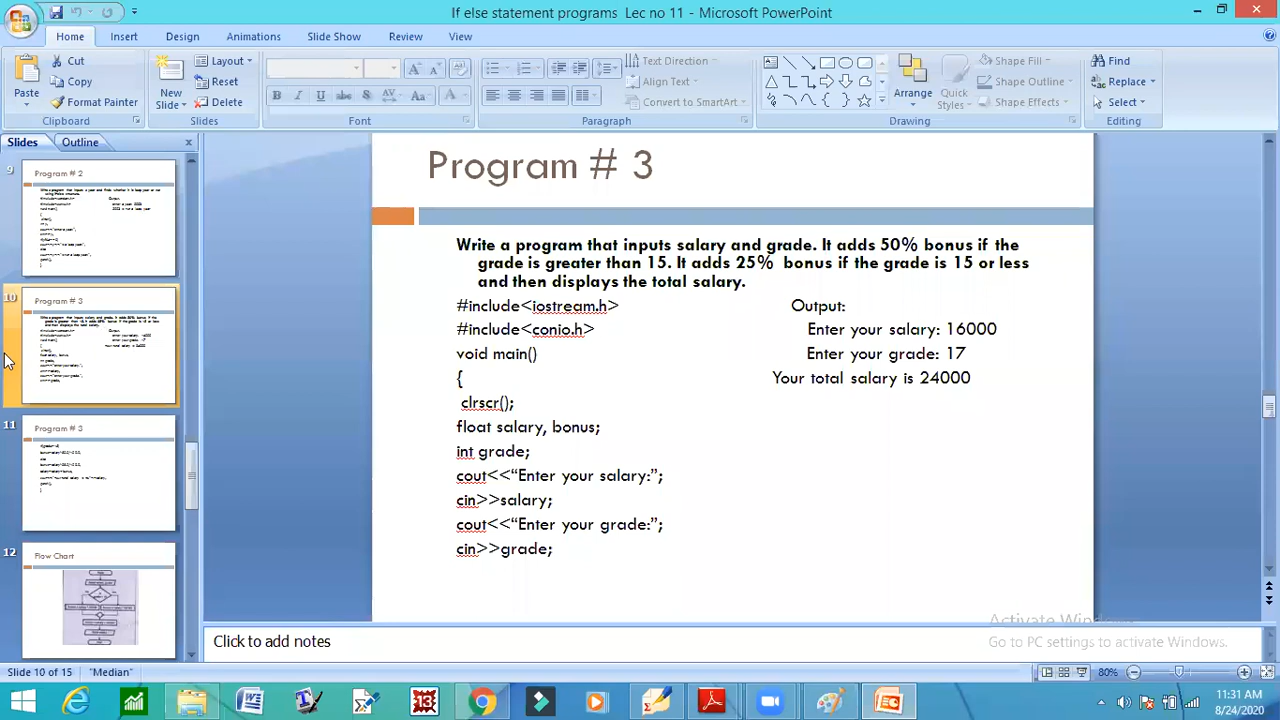 If else statement programs Lec no 11 - Microsoft PowerPoint
Home Insert Design Animations Slide Show Review View
Paste Cut Copy Format Painter
Clipboard
New Slide Layout Reset Delete
Slides
Font
Text Direction Align Text Convert to SmartArt
Paragraph
Arrange Quick Styles Shape Fill Shape Outline Shape Effects
Drawing
Find Replace Select
Editing
Slides Outline
9
Program # 2
10
Program # 3
11
Program # 3
12
Flow Chart
Program # 3
Write a program that inputs salary and grade. It adds 50% bonus if the
grade is greater than 15. It adds 25% bonus if the grade is 15 or less
and then displays the total salary.
#include<iostream.h> Output:
#include<conio.h> Enter your salary: 16000
void main() Enter your grade: 17
{ Your total salary is 24000
clrscr();
float salary, bonus;
int grade;
cout<<“Enter your salary:”;
cin>>salary;
cout<<“Enter your grade:”;
cin>>grade;
Activate Windows
Go to PC settings to activate Windows.
Click to add notes
Slide 10 of 15 "Median" 80%
11:31 AM
8/24/2020